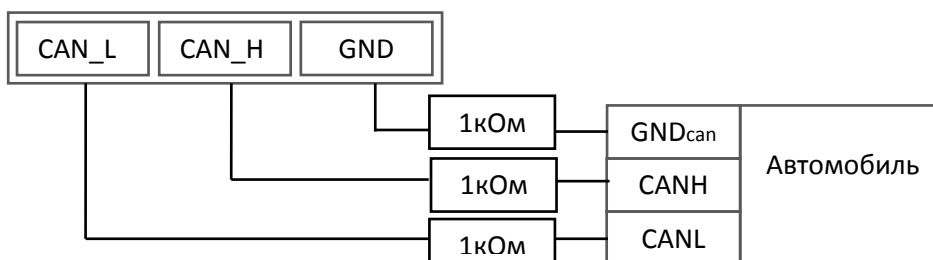 CAN_L CAN_H GND
1кОм GNDcan
1кОм CANH Автомобиль
1кОм CANL